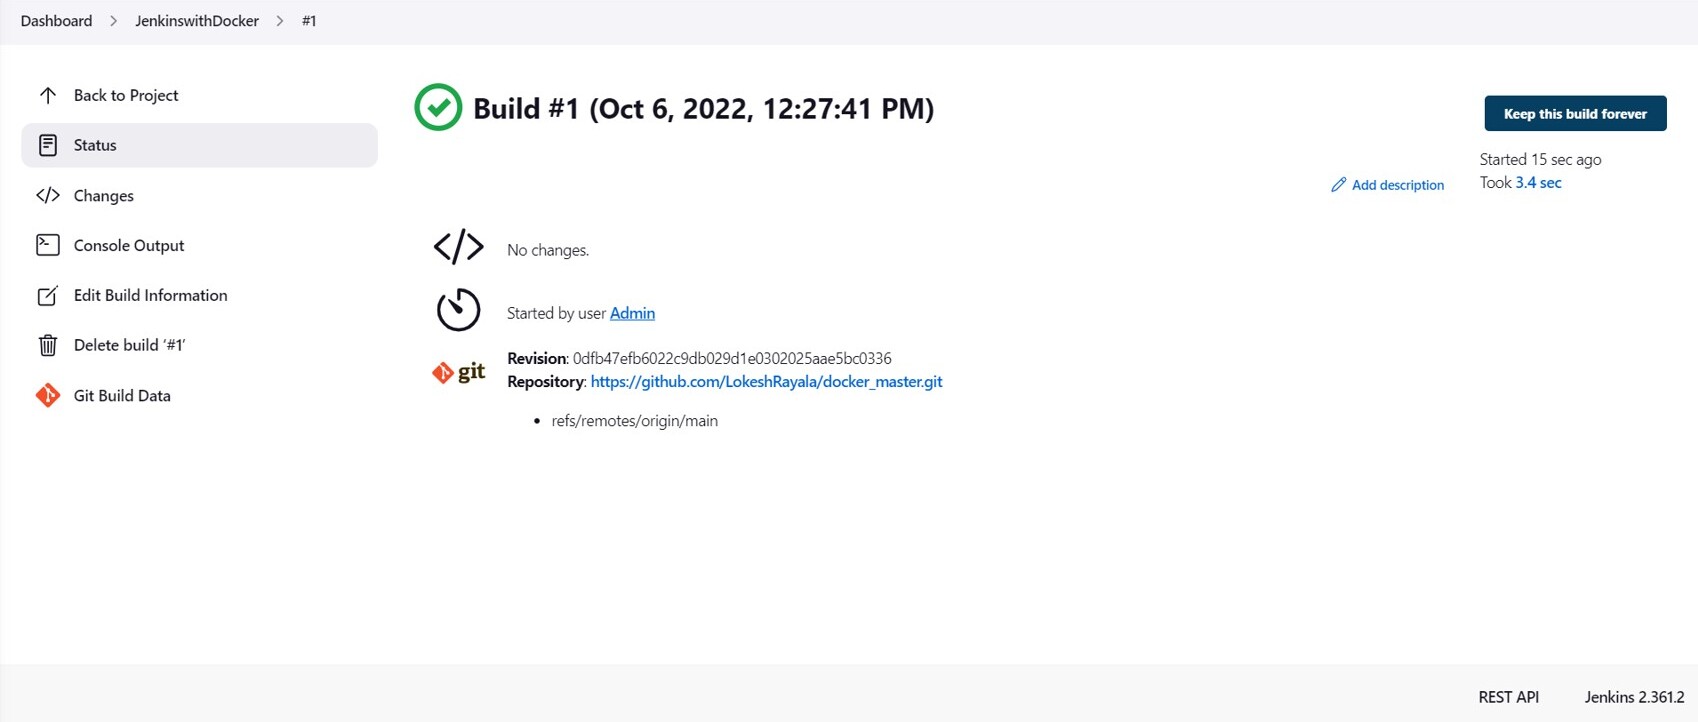 Dashboard > JenkinswithDocker > #1
Back to Project
Status
Changes
Console Output
Edit Build Information
Delete build ‘#1’
Git Build Data
Build #1 (Oct 6, 2022, 12:27:41 PM)
Keep this build forever
Started 15 sec ago
Took 3.4 sec
Add description
</> No changes.
Started by user Admin
git
Revision: 0dfb47efb6022c9db029d1e0302025aae5bc0336
Repository: https://github.com/LokeshRayala/docker_master.git
• refs/remotes/origin/main
REST API Jenkins 2.361.2